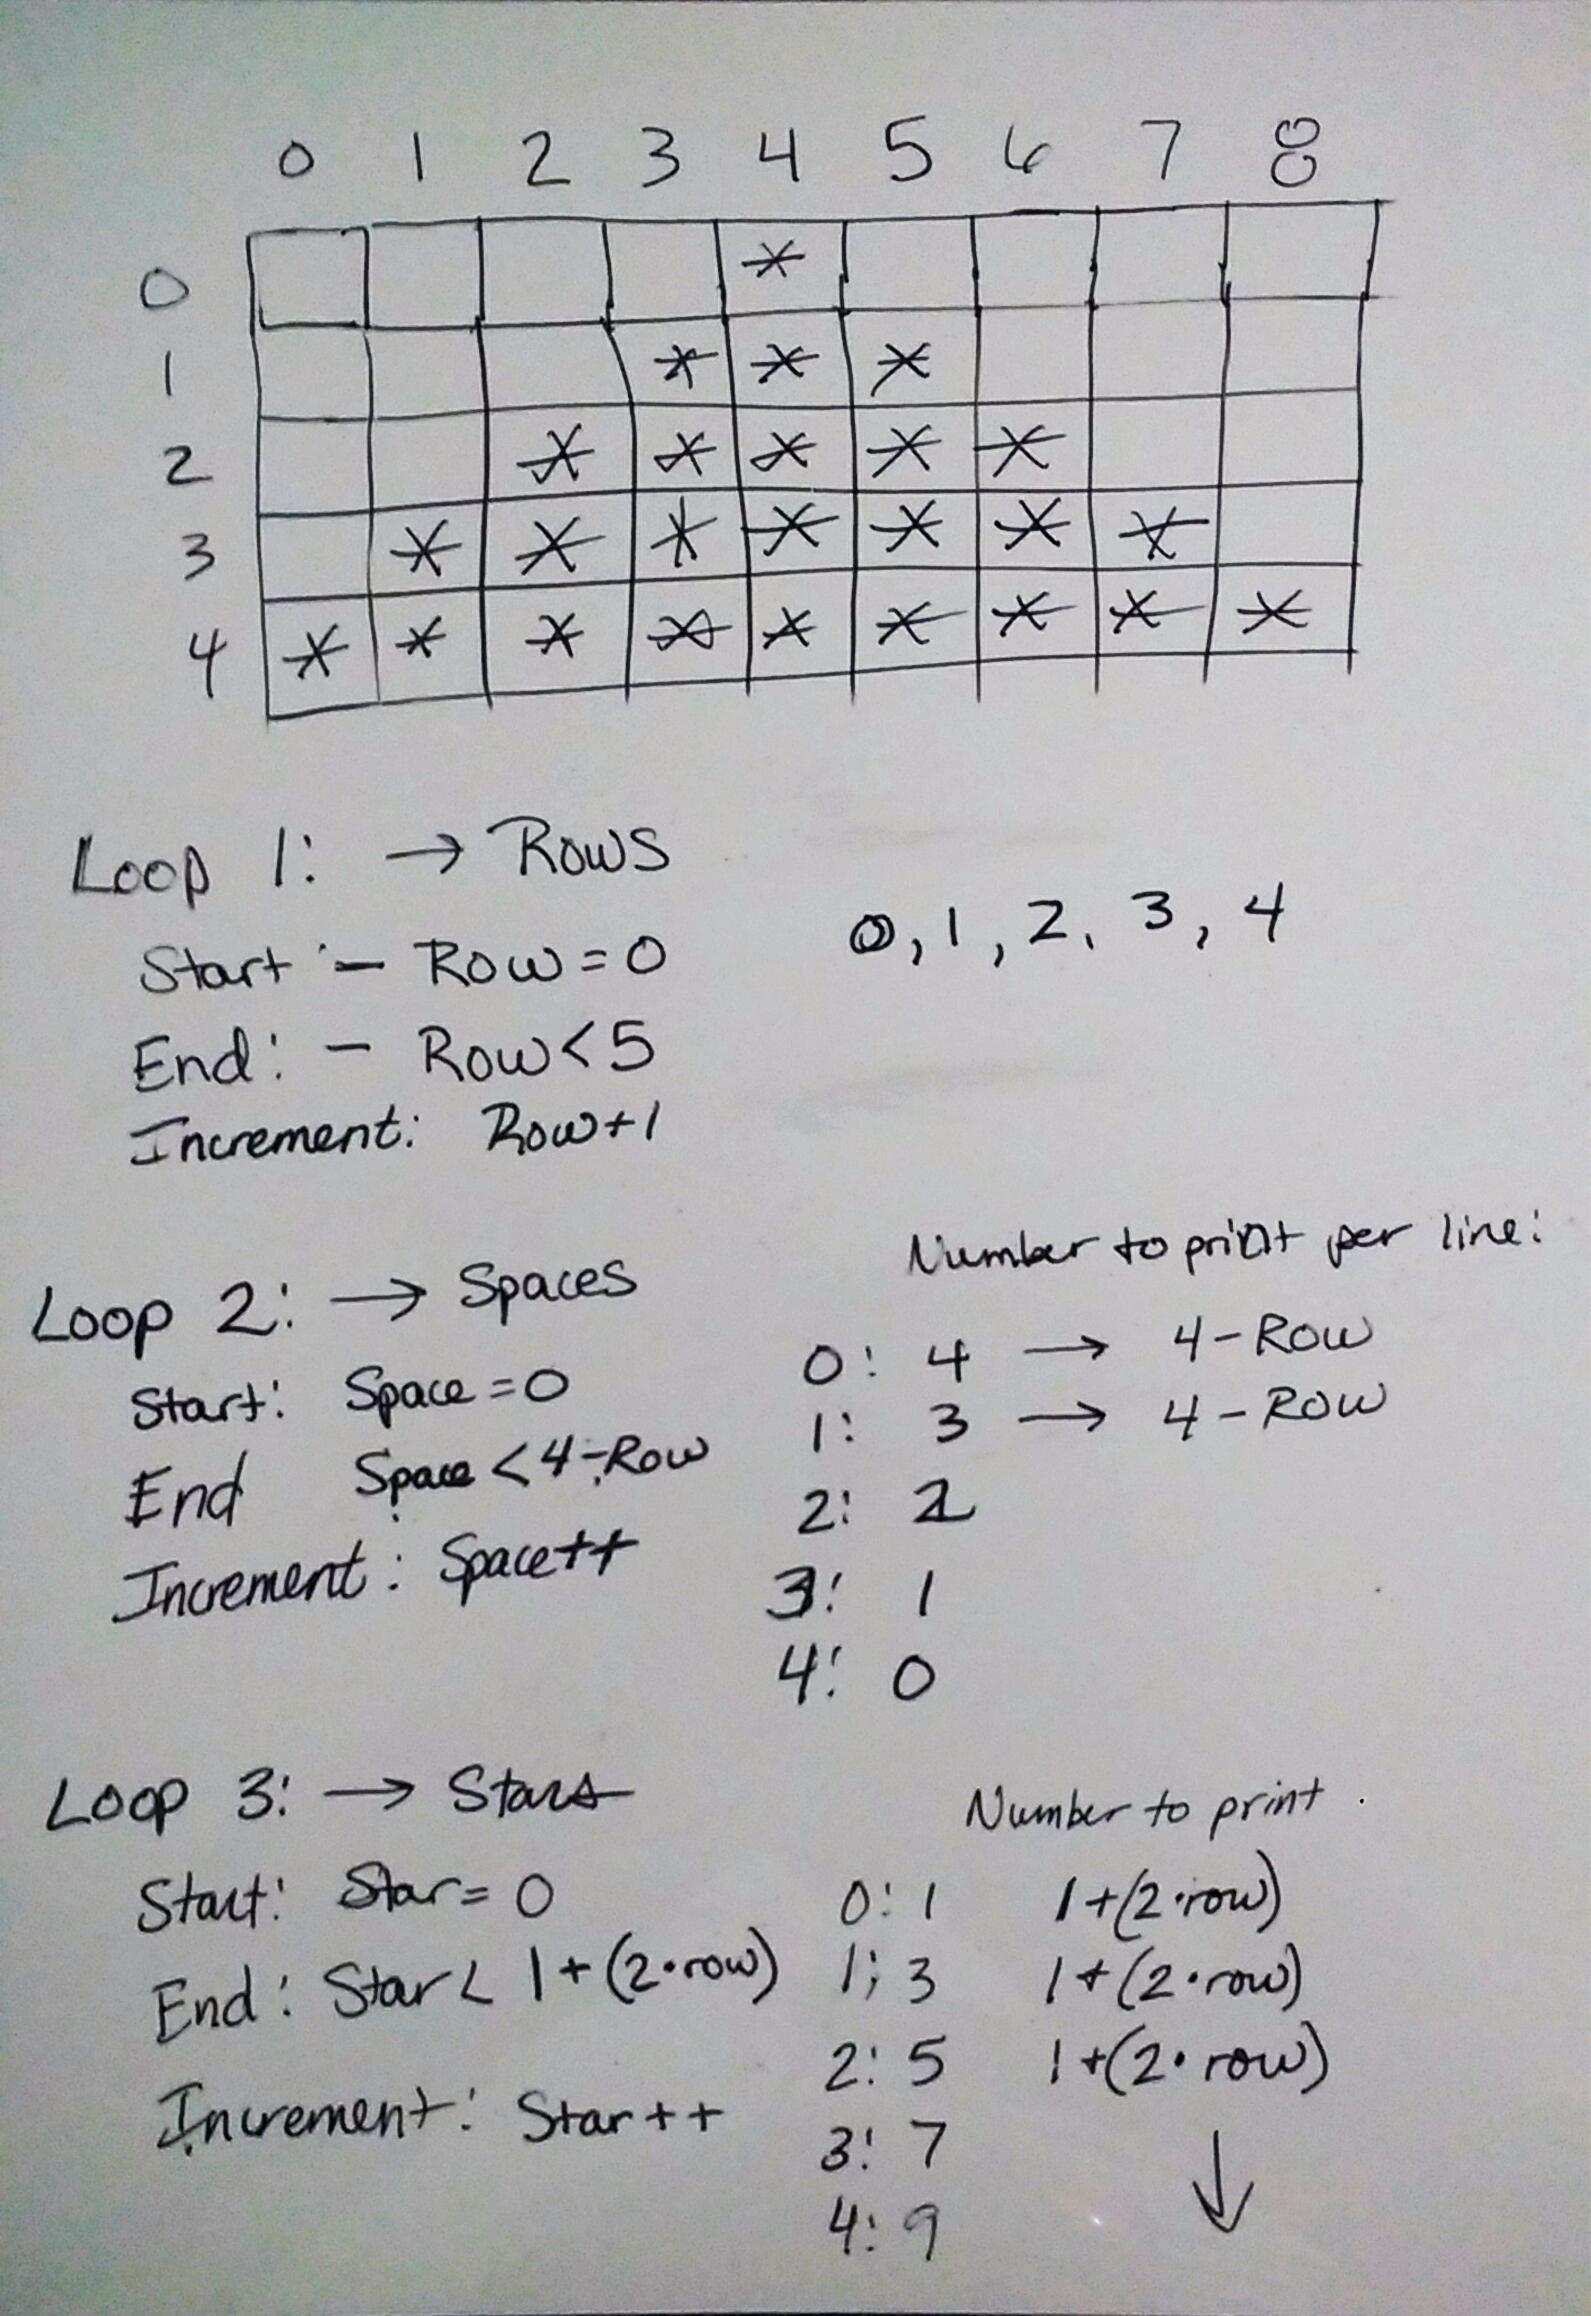 0 1 2 3 4 5 6 7 8
0 *
1 * * *
2 * * * * *
3 * * * * * * *
4 * * * * * * * * *
Loop 1: → Rows
0, 1, 2, 3, 4
Start - Row = 0
End: - Row < 5
Increment: Row+1
Loop 2: → Spaces
Number to print per line:
Start: Space = 0
End Space < 4-Row
Increment: Space++
0: 4 → 4-Row
1: 3 → 4-Row
2: 2
3: 1
4: 0
Loop 3: → Stars
Number to print
Start: Star = 0
End: Star < 1+(2·row)
Increment: Star++
0: 1 1+(2·row)
1: 3 1+(2·row)
2: 5 1+(2·row)
3: 7
4: 9
↓